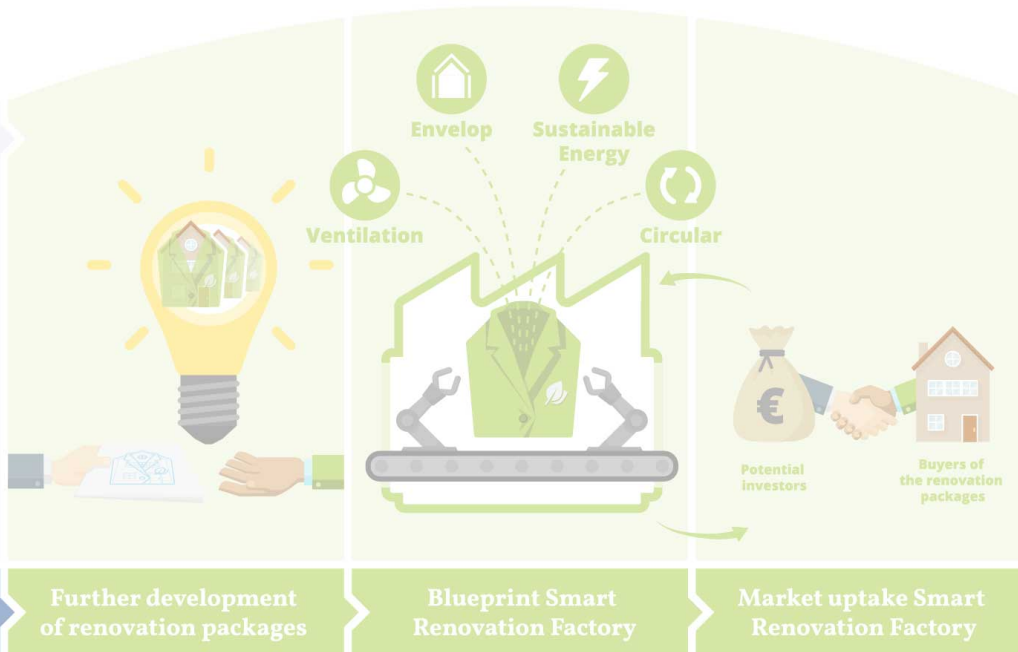 Envelop
Sustainable
Energy
Ventilation
Circular
€
Potential
investors
Buyers of
the renovation
packages
Further development
of renovation packages
Blueprint Smart
Renovation Factory
Market uptake Smart
Renovation Factory